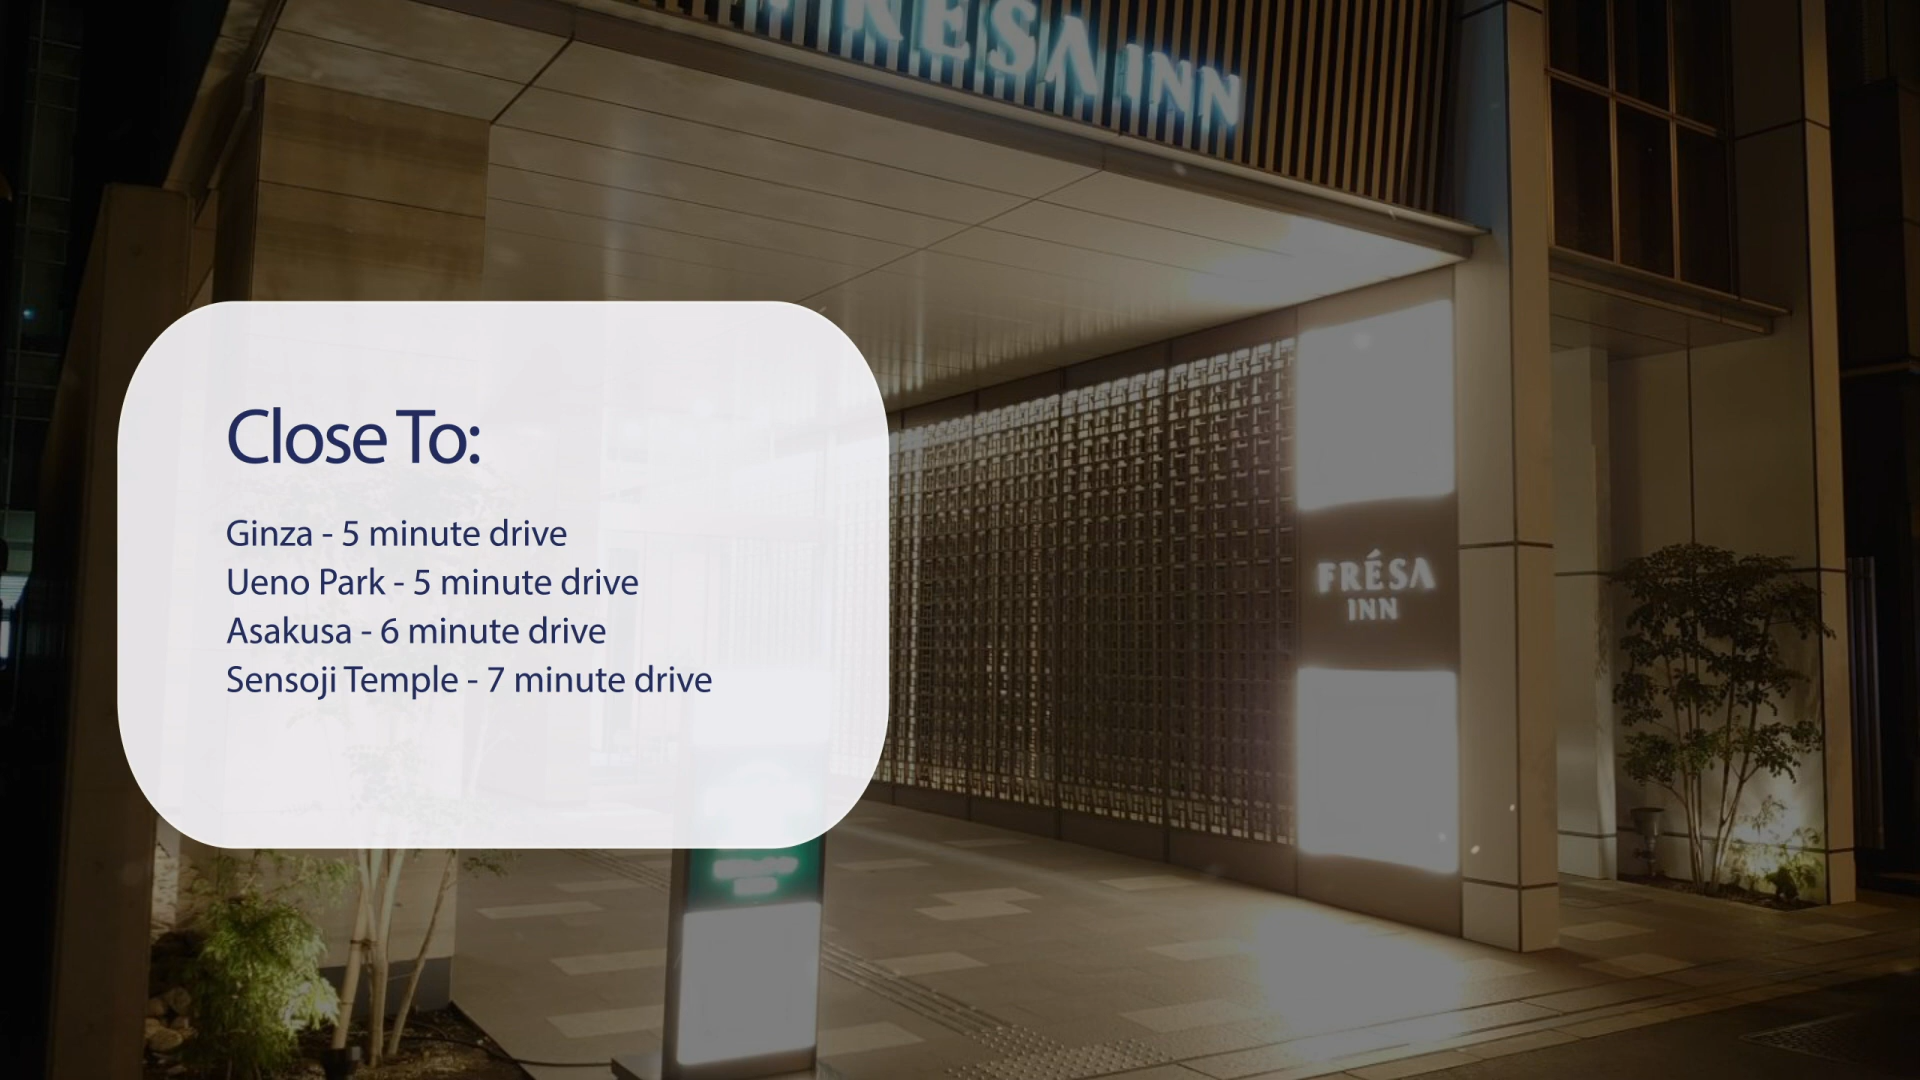 FRÉSA INN
Close To:
Ginza - 5 minute drive
Ueno Park - 5 minute drive
Asakusa - 6 minute drive
Sensoji Temple - 7 minute drive
FRÉSA
INN